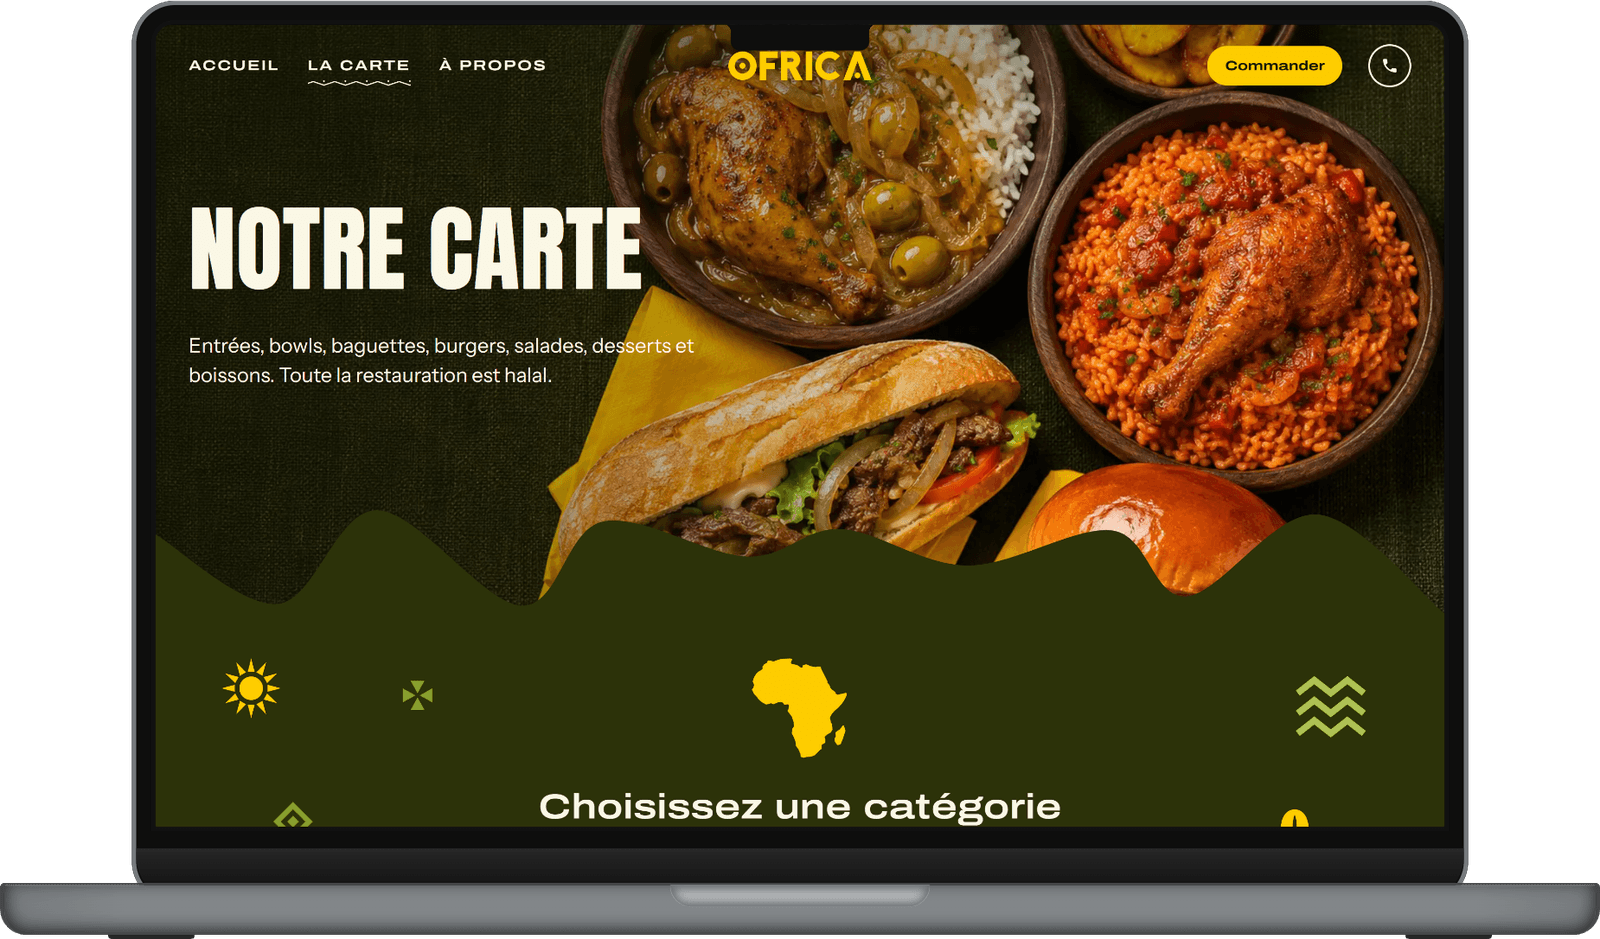 ACCUEIL LA CARTE À PROPOS OFRICA Commander
NOTRE CARTE
Entrées, bowls, baguettes, burgers, salades, desserts et
boissons. Toute la restauration est halal.
Choisissez une catégorie